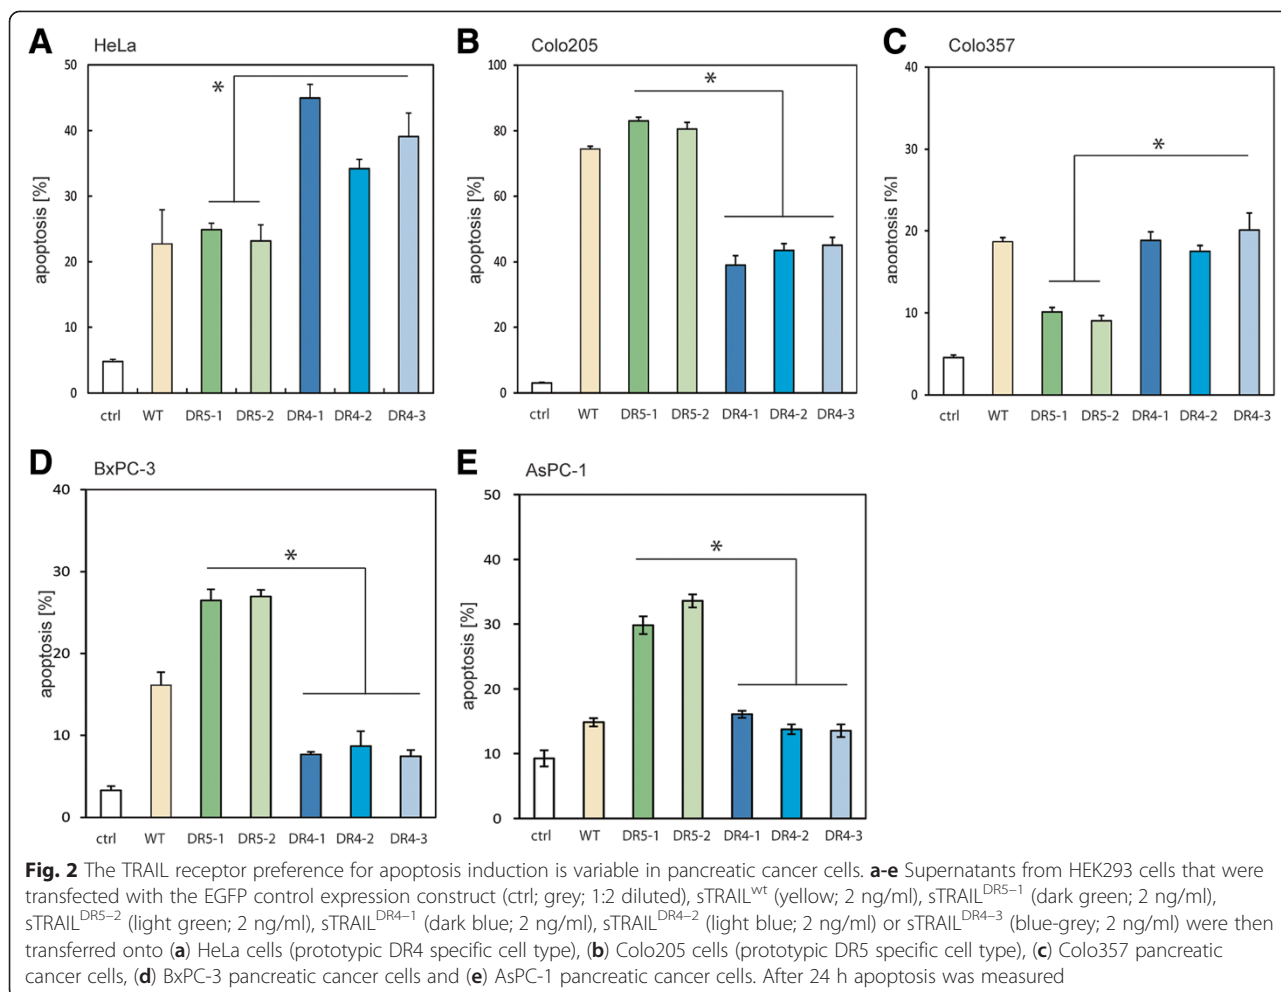 A HeLa
apoptosis [%]
50
40
30
20
10
0
*
ctrl WT DR5-1 DR5-2 DR4-1 DR4-2 DR4-3
B Colo205
apoptosis [%]
100
80
60
40
20
0
*
ctrl WT DR5-1 DR5-2 DR4-1 DR4-2 DR4-3
C Colo357
apoptosis [%]
40
30
20
10
0
*
ctrl WT DR5-1 DR5-2 DR4-1 DR4-2 DR4-3
D BxPC-3
apoptosis [%]
40
30
20
10
0
*
ctrl WT DR5-1 DR5-2 DR4-1 DR4-2 DR4-3
E AsPC-1
apoptosis [%]
50
40
30
20
10
0
*
ctrl WT DR5-1 DR5-2 DR4-1 DR4-2 DR4-3
Fig. 2 The TRAIL receptor preference for apoptosis induction is variable in pancreatic cancer cells. a-e Supernatants from HEK293 cells that were
transfected with the EGFP control expression construct (ctrl; grey; 1:2 diluted), sTRAILwt (yellow; 2 ng/ml), sTRAILDR5–1 (dark green; 2 ng/ml),
sTRAILDR5–2 (light green; 2 ng/ml), sTRAILDR4–1 (dark blue; 2 ng/ml), sTRAILDR4–2 (light blue; 2 ng/ml) or sTRAILDR4–3 (blue-grey; 2 ng/ml) were then
transferred onto (a) HeLa cells (prototypic DR4 specific cell type), (b) Colo205 cells (prototypic DR5 specific cell type), (c) Colo357 pancreatic
cancer cells, (d) BxPC-3 pancreatic cancer cells and (e) AsPC-1 pancreatic cancer cells. After 24 h apoptosis was measured